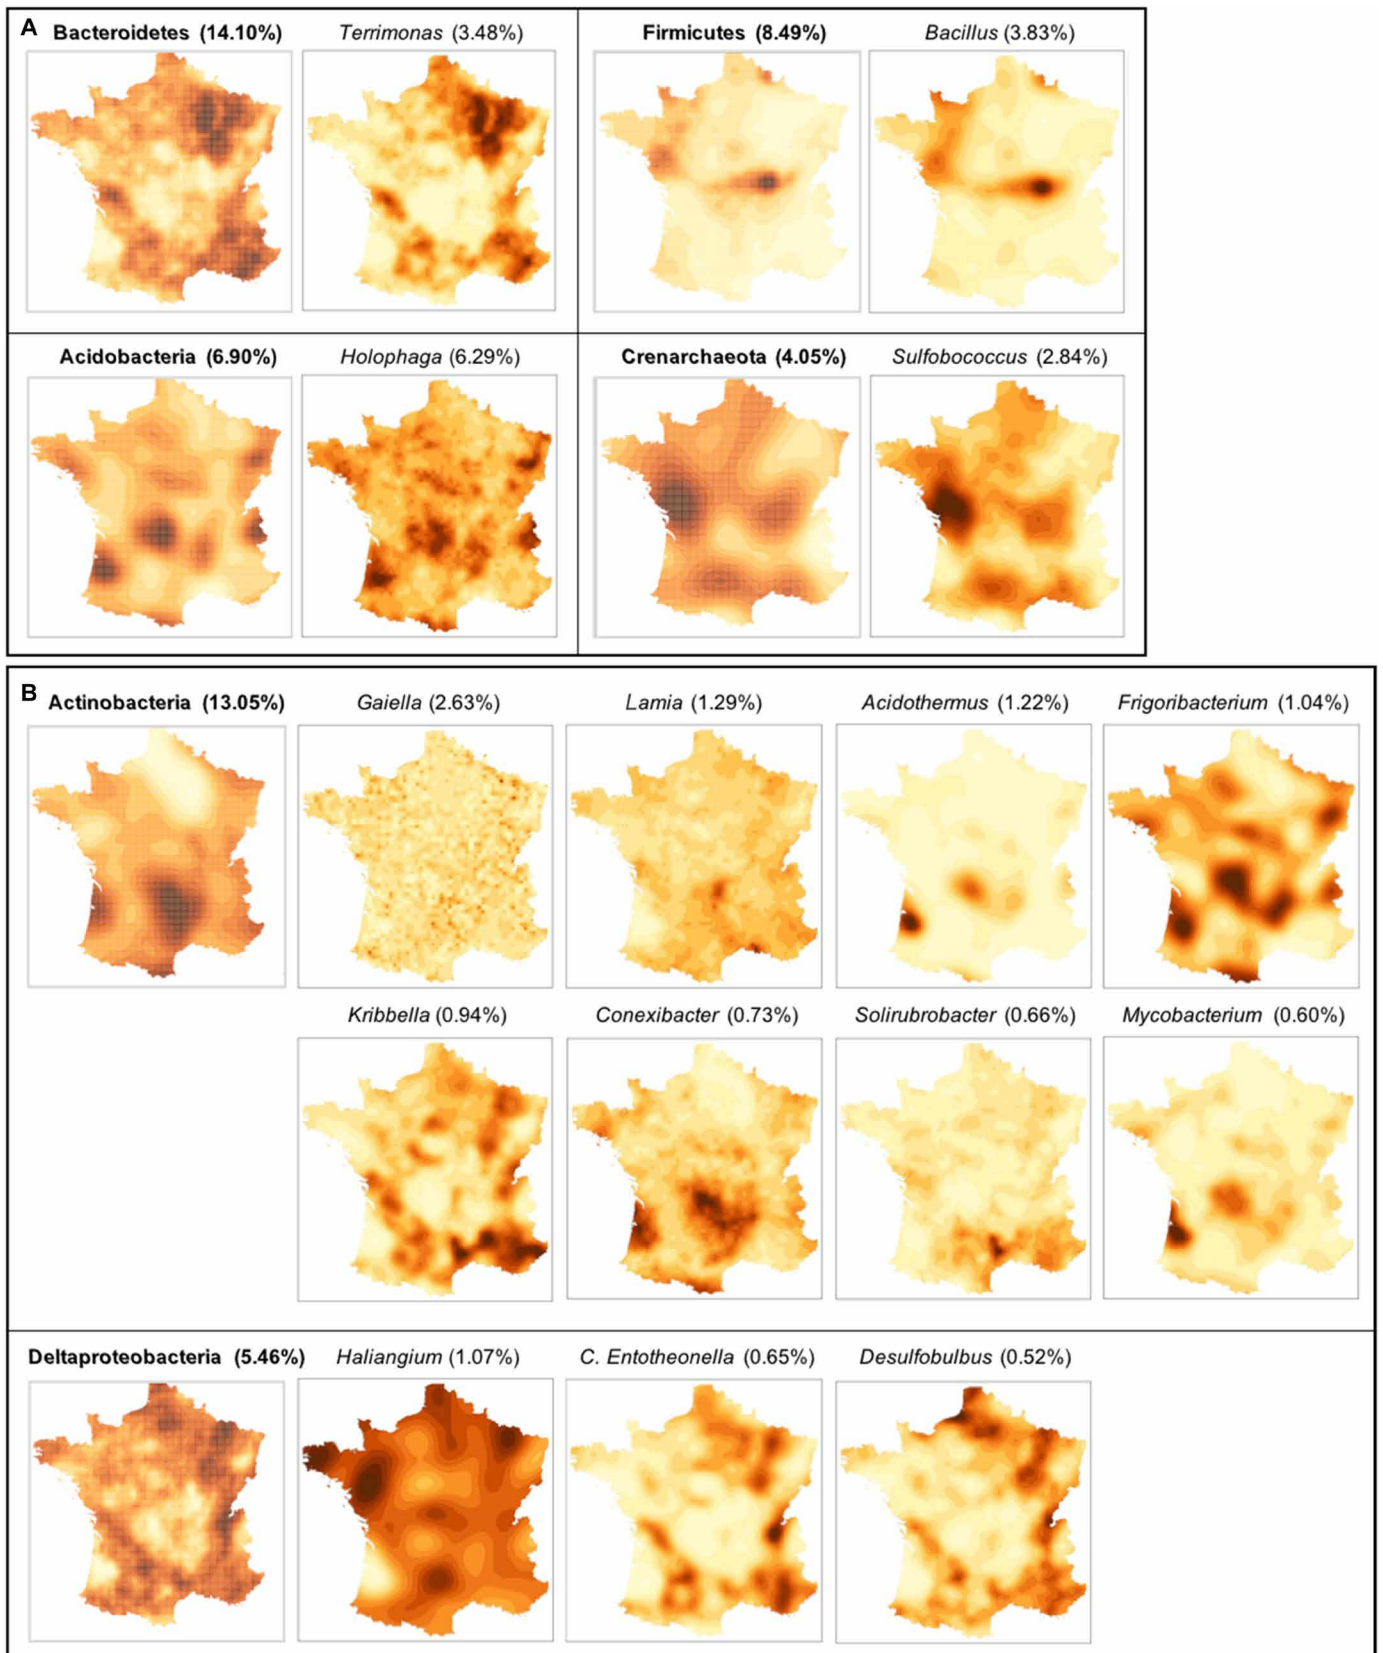 A
Bacteroidetes (14.10%) Terrimonas (3.48%) Firmicutes (8.49%) Bacillus (3.83%)
Acidobacteria (6.90%) Holophaga (6.29%) Crenarchaeota (4.05%) Sulfobococcus (2.84%)
B
Actinobacteria (13.05%) Gaiella (2.63%) Lamia (1.29%) Acidothermus (1.22%) Frigoribacterium (1.04%)
Kribbella (0.94%) Conexibacter (0.73%) Solirubrobacter (0.66%) Mycobacterium (0.60%)
Deltaproteobacteria (5.46%) Haliangium (1.07%) C. Entotheonella (0.65%) Desulfobulbus (0.52%)